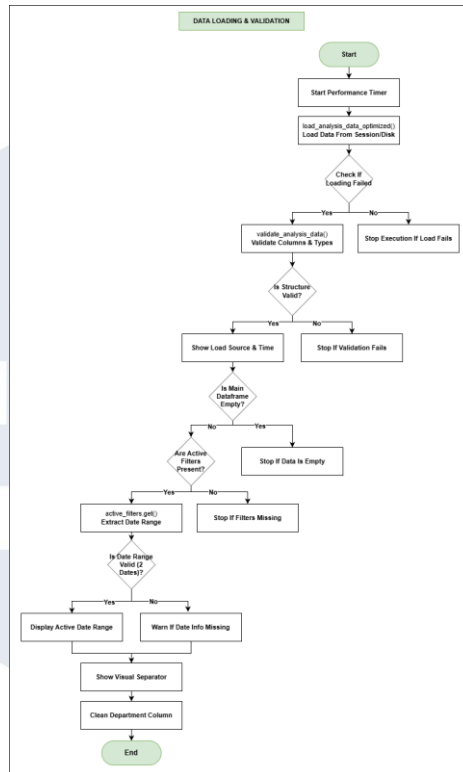 DATA LOADING & VALIDATION
Start
Start Performance Timer
load_analysis_data_optimized()
Load Data From Session/Disk
Check If
Loading Failed
Yes
No
validate_analysis_data()
Validate Columns & Types
Stop Execution If Load Fails
Is Structure
Valid?
Yes
No
Show Load Source & Time
Stop If Validation Fails
Is Main
Dataframe
Empty?
No
Yes
Are Active
Filters
Present?
Stop If Data Is Empty
Yes
No
active_filters.get()
Extract Date Range
Stop If Filters Missing
Is Date Range
Valid (2
Dates)?
Yes
No
Display Active Date Range
Warn If Date Info Missing
Show Visual Separator
Clean Department Column
End